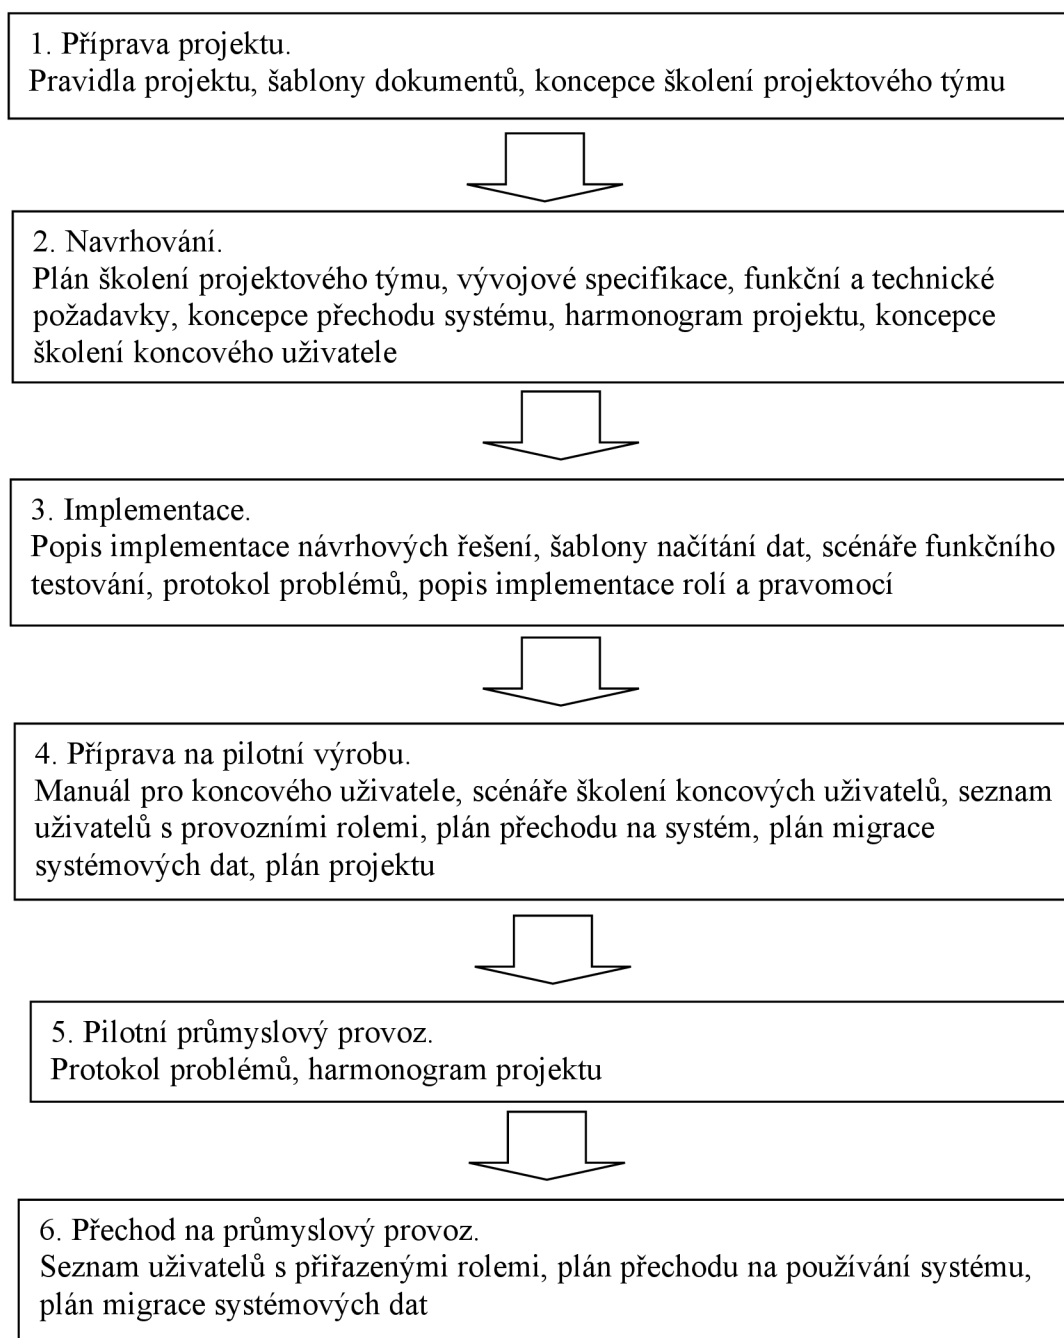 1. Příprava projektu.
Pravidla projektu, šablony dokumentů, koncepce školení projektového týmu
2. Navrhování.
Plán školení projektového týmu, vývojové specifikace, funkční a technické
požadavky, koncepce přechodu systému, harmonogram projektu, koncepce
školení koncového uživatele
3. Implementace.
Popis implementace návrhových řešení, šablony načítání dat, scénáře funkčního
testování, protokol problémů, popis implementace rolí a pravomocí
4. Příprava na pilotní výrobu.
Manuál pro koncového uživatele, scénáře školení koncových uživatelů, seznam
uživatelů s provozními rolemi, plán přechodu na systém, plán migrace
systémových dat, plán projektu
5. Pilotní průmyslový provoz.
Protokol problémů, harmonogram projektu
6. Přechod na průmyslový provoz.
Seznam uživatelů s přiřazenými rolemi, plán přechodu na používání systému,
plán migrace systémových dat